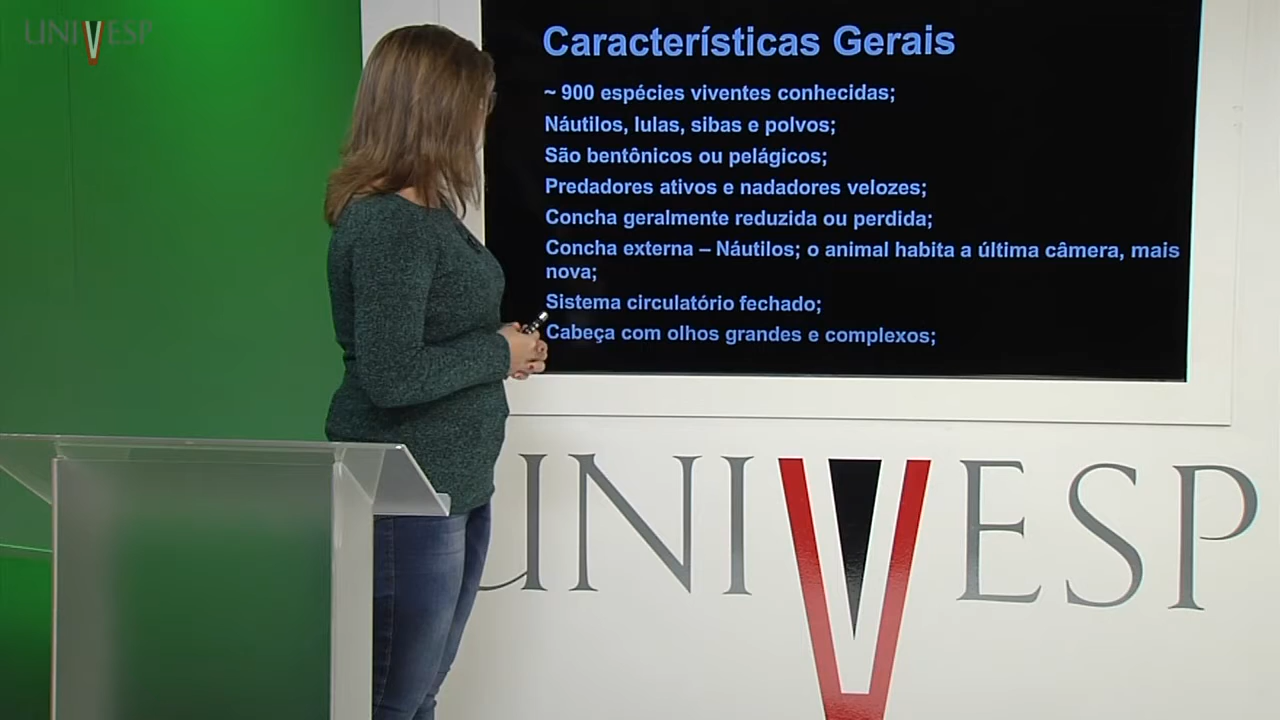 UNIVESP
Características Gerais
~ 900 espécies viventes conhecidas;
Náutilos, lulas, sibas e polvos;
São bentônicos ou pelágicos;
Predadores ativos e nadadores velozes;
Concha geralmente reduzida ou perdida;
Concha externa – Náutilos; o animal habita a última câmera, mais
nova;
Sistema circulatório fechado;
Cabeça com olhos grandes e complexos;
UNIVESP